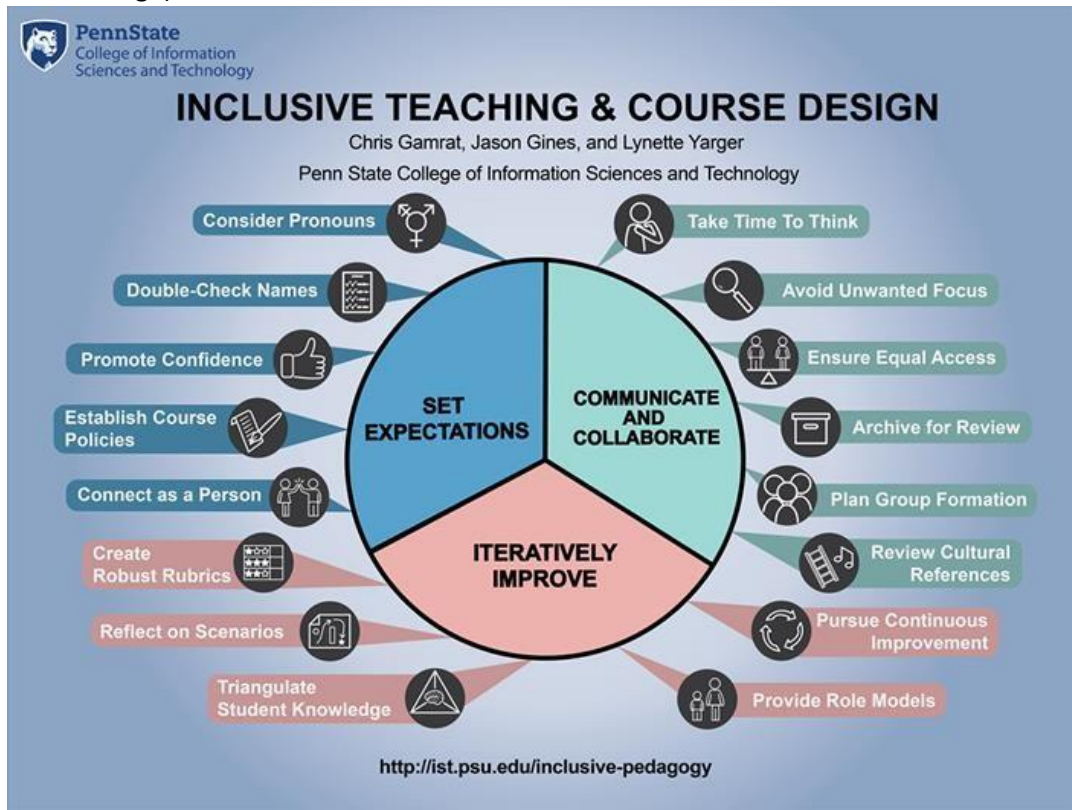 PennState
College of Information
Sciences and Technology
INCLUSIVE TEACHING & COURSE DESIGN
Chris Gamrat, Jason Gines, and Lynette Yarger
Penn State College of Information Sciences and Technology
Consider Pronouns
Double-Check Names
Promote Confidence
Establish Course
Policies
Connect as a Person
SET
EXPECTATIONS
Take Time To Think
Avoid Unwanted Focus
Ensure Equal Access
Archive for Review
Plan Group Formation
Review Cultural
References
COMMUNICATE
AND
COLLABORATE
Create
Robust Rubrics
Reflect on Scenarios
Triangulate
Student Knowledge
ITERATIVELY
IMPROVE
Pursue Continuous
Improvement
Provide Role Models
http://ist.psu.edu/inclusive-pedagogy